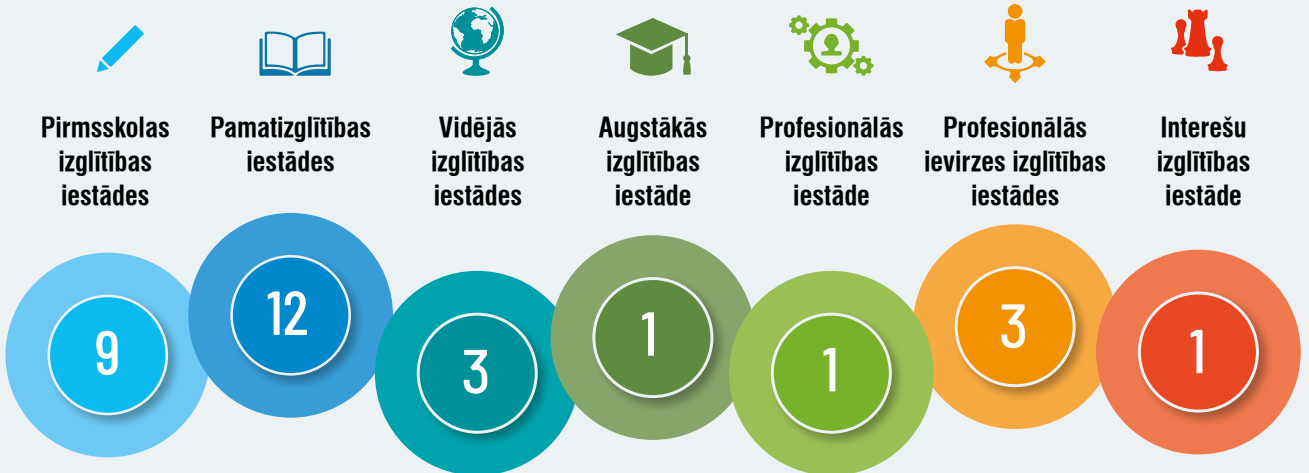 Pirmsskolas
izglītības
iestādes
9
Pamatizglītības
iestādes
12
Vidējās
izglītības
iestādes
3
Augstākās
izglītības
iestāde
1
Profesionālās
izglītības
iestāde
1
Profesionālās
ievirzes izglītības
iestādes
3
Interešu
izglītības
iestāde
1